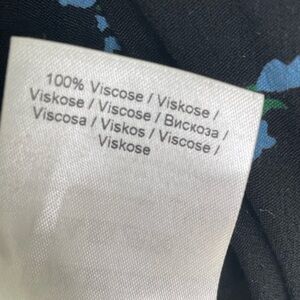 100% Viscose / Viskose /
Viskose / Viscose / Вискоза /
Viscosa / Viskos / Viscose /
Viskose